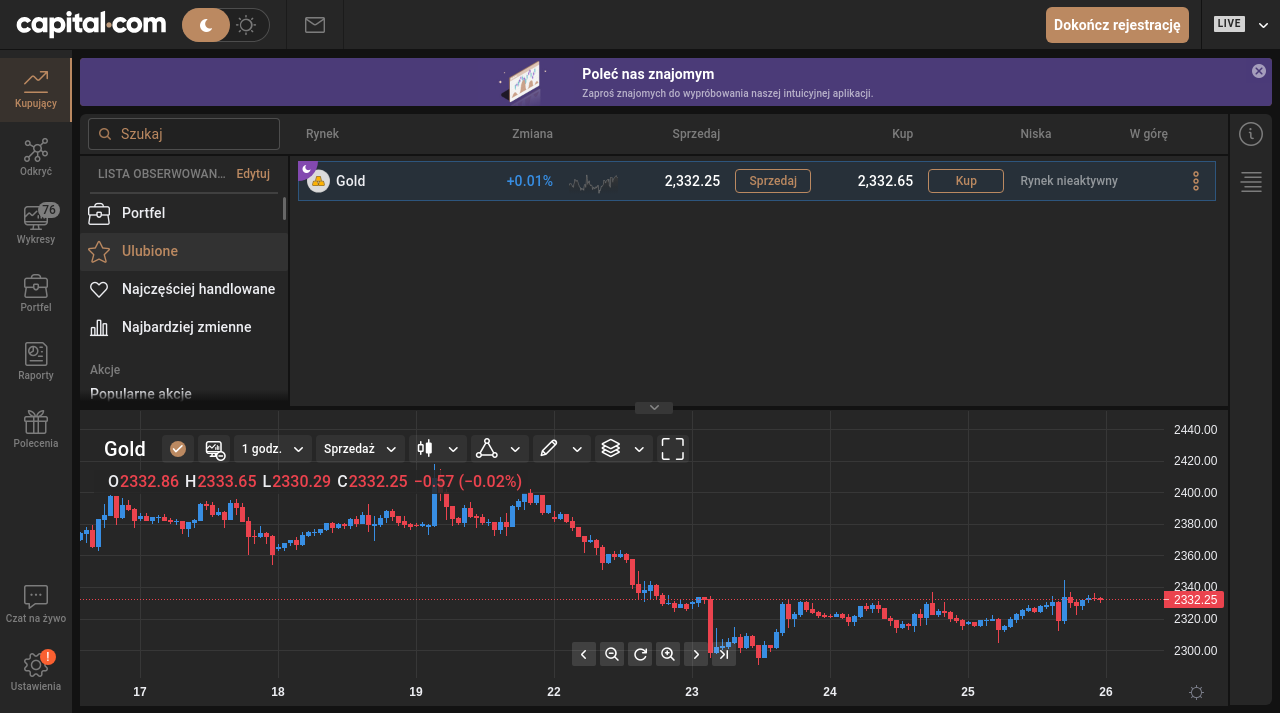 capital.com
Dokończ rejestrację
LIVE
Kupujący
Odkryć
76
Wykresy
Portfel
Raporty
Polecenia
Czat na żywo
!
Ustawienia
Poleć nas znajomym
Zaproś znajomych do wypróbowania naszej intuicyjnej aplikacji.
Szukaj
Rynek Zmiana Sprzedaj Kup Niska W górę
LISTA OBSERWOWAN... Edytuj
Gold +0.01% 2,332.25 Sprzedaj 2,332.65 Kup Rynek nieaktywny
Portfel
Ulubione
Najczęściej handlowane
Najbardziej zmienne
Akcje
Popularne akcje
Gold 1 godz. Sprzedaż
O2332.86 H2333.65 L2330.29 C2332.25 −0.57 (−0.02%)
2440.00
2420.00
2400.00
2380.00
2360.00
2340.00
2332.25
2320.00
2300.00
17 18 19 22 23 24 25 26